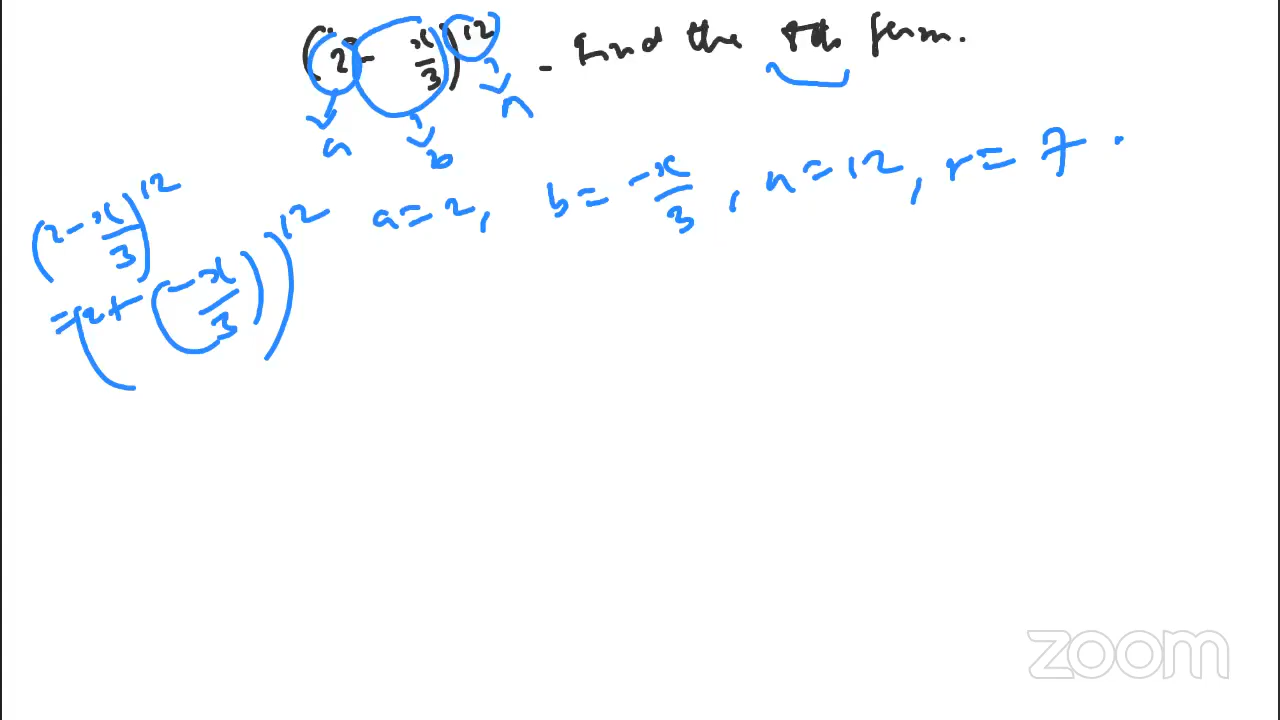 (2 - x/3)^12 - Find the 8th term.
a b n
a = 2, b = -x/3, n = 12, r = 7.
(2 - x/3)^12
= (2 + (-x/3))^12
zoom